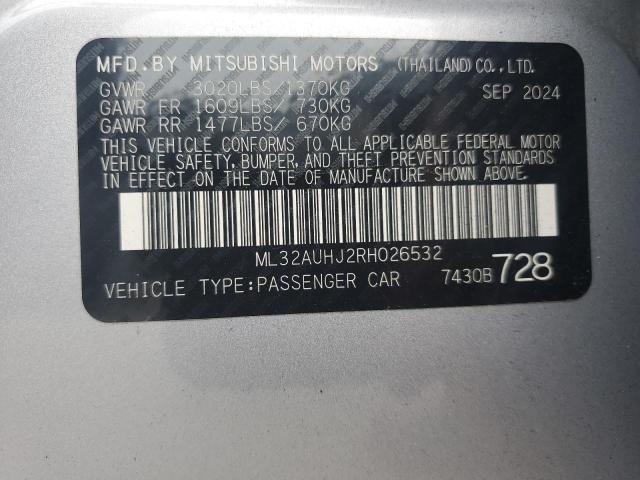 MFD.BY MITSUBISHI MOTORS (THAILAND)CO.,LTD.
GVWR 3020LBS/1370KG SEP 2024
GAWR FR 1609LBS/ 730KG
GAWR RR 1477LBS/ 670KG
THIS VEHICLE CONFORMS TO ALL APPLICABLE FEDERAL MOTOR
VEHICLE SAFETY, BUMPER, AND THEFT PREVENTION STANDARDS
IN EFFECT ON THE DATE OF MANUFACTURE SHOWN ABOVE.
ML32AUHJ2RH026532
VEHICLE TYPE:PASSENGER CAR 7430B 728